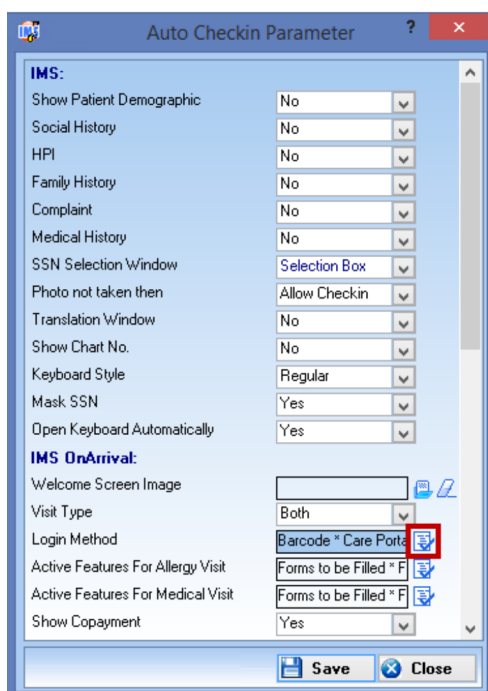 IMS
Auto Checkin Parameter ? ×
IMS:
Show Patient Demographic No
Social History No
HPI No
Family History No
Complaint No
Medical History No
SSN Selection Window Selection Box
Photo not taken then Allow Checkin
Translation Window No
Show Chart No. No
Keyboard Style Regular
Mask SSN Yes
Open Keyboard Automatically Yes
IMS OnArrival:
Welcome Screen Image
Visit Type Both
Login Method Barcode * Care Porta
Active Features For Allergy Visit Forms to be Filled * F
Active Features For Medical Visit Forms to be Filled * F
Show Copayment Yes
Save Close